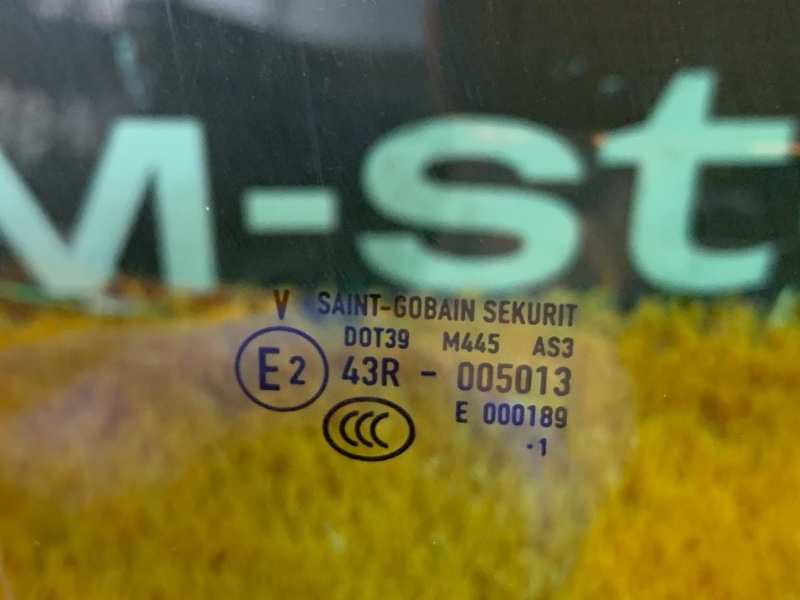 M-st
V SAINT-GOBAIN SEKURIT
DOT39 M445 AS3
E2 43R - 005013
CCC E 000189
·1